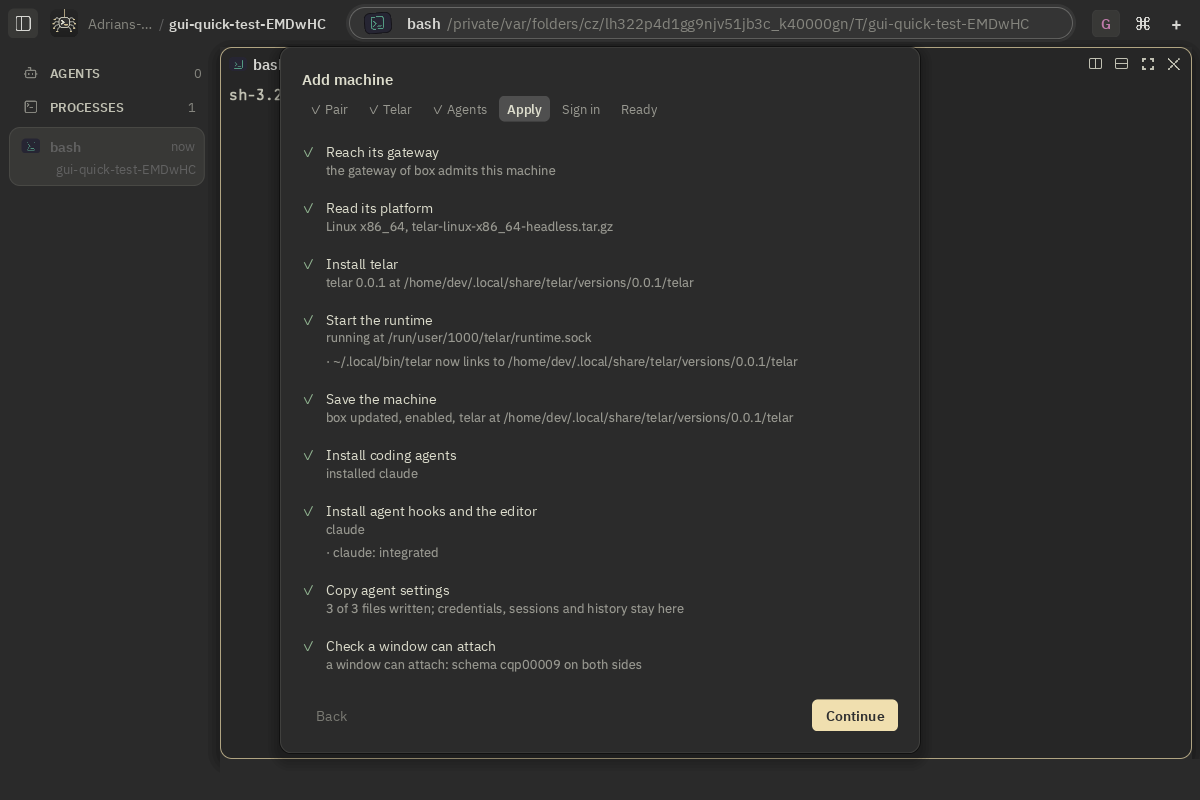 Adrians-... / gui-quick-test-EMDwHC
bash /private/var/folders/cz/lh322p4d1gg9njv51jb3c_k40000gn/T/gui-quick-test-EMDwHC
G ⌘ +
AGENTS 0
PROCESSES 1
bash now
gui-quick-test-EMDwHC
bas
sh-3.2
Add machine
✓ Pair ✓ Telar ✓ Agents Apply Sign in Ready
✓ Reach its gateway
the gateway of box admits this machine
✓ Read its platform
Linux x86_64, telar-linux-x86_64-headless.tar.gz
✓ Install telar
telar 0.0.1 at /home/dev/.local/share/telar/versions/0.0.1/telar
✓ Start the runtime
running at /run/user/1000/telar/runtime.sock
· ~/.local/bin/telar now links to /home/dev/.local/share/telar/versions/0.0.1/telar
✓ Save the machine
box updated, enabled, telar at /home/dev/.local/share/telar/versions/0.0.1/telar
✓ Install coding agents
installed claude
✓ Install agent hooks and the editor
claude
· claude: integrated
✓ Copy agent settings
3 of 3 files written; credentials, sessions and history stay here
✓ Check a window can attach
a window can attach: schema cqp00009 on both sides
Back Continue